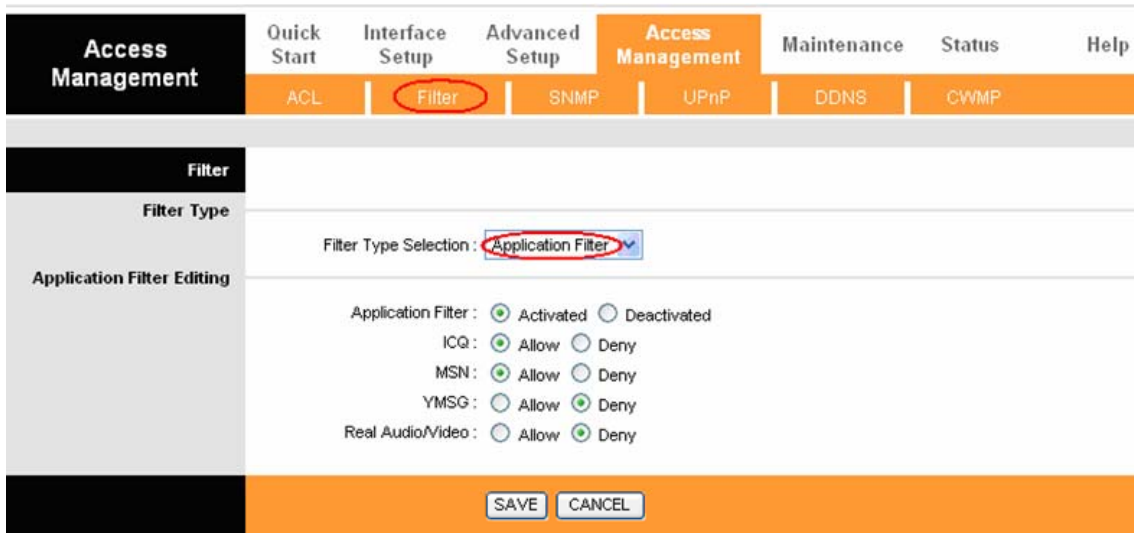 Access Management
Quick Start
Interface Setup
Advanced Setup
Access Management
Maintenance
Status
Help
ACL
Filter
SNMP
UPnP
DDNS
CWMP
Filter
Filter Type
Filter Type Selection : Application Filter
Application Filter Editing
Application Filter : Activated Deactivated
ICQ : Allow Deny
MSN : Allow Deny
YMSG : Allow Deny
Real Audio/Video : Allow Deny
SAVE CANCEL